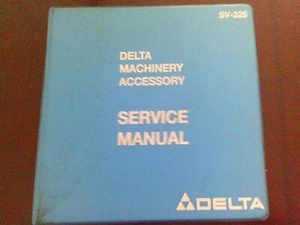 SV-325
DELTA
MACHINERY
ACCESSORY
SERVICE
MANUAL
DELTA